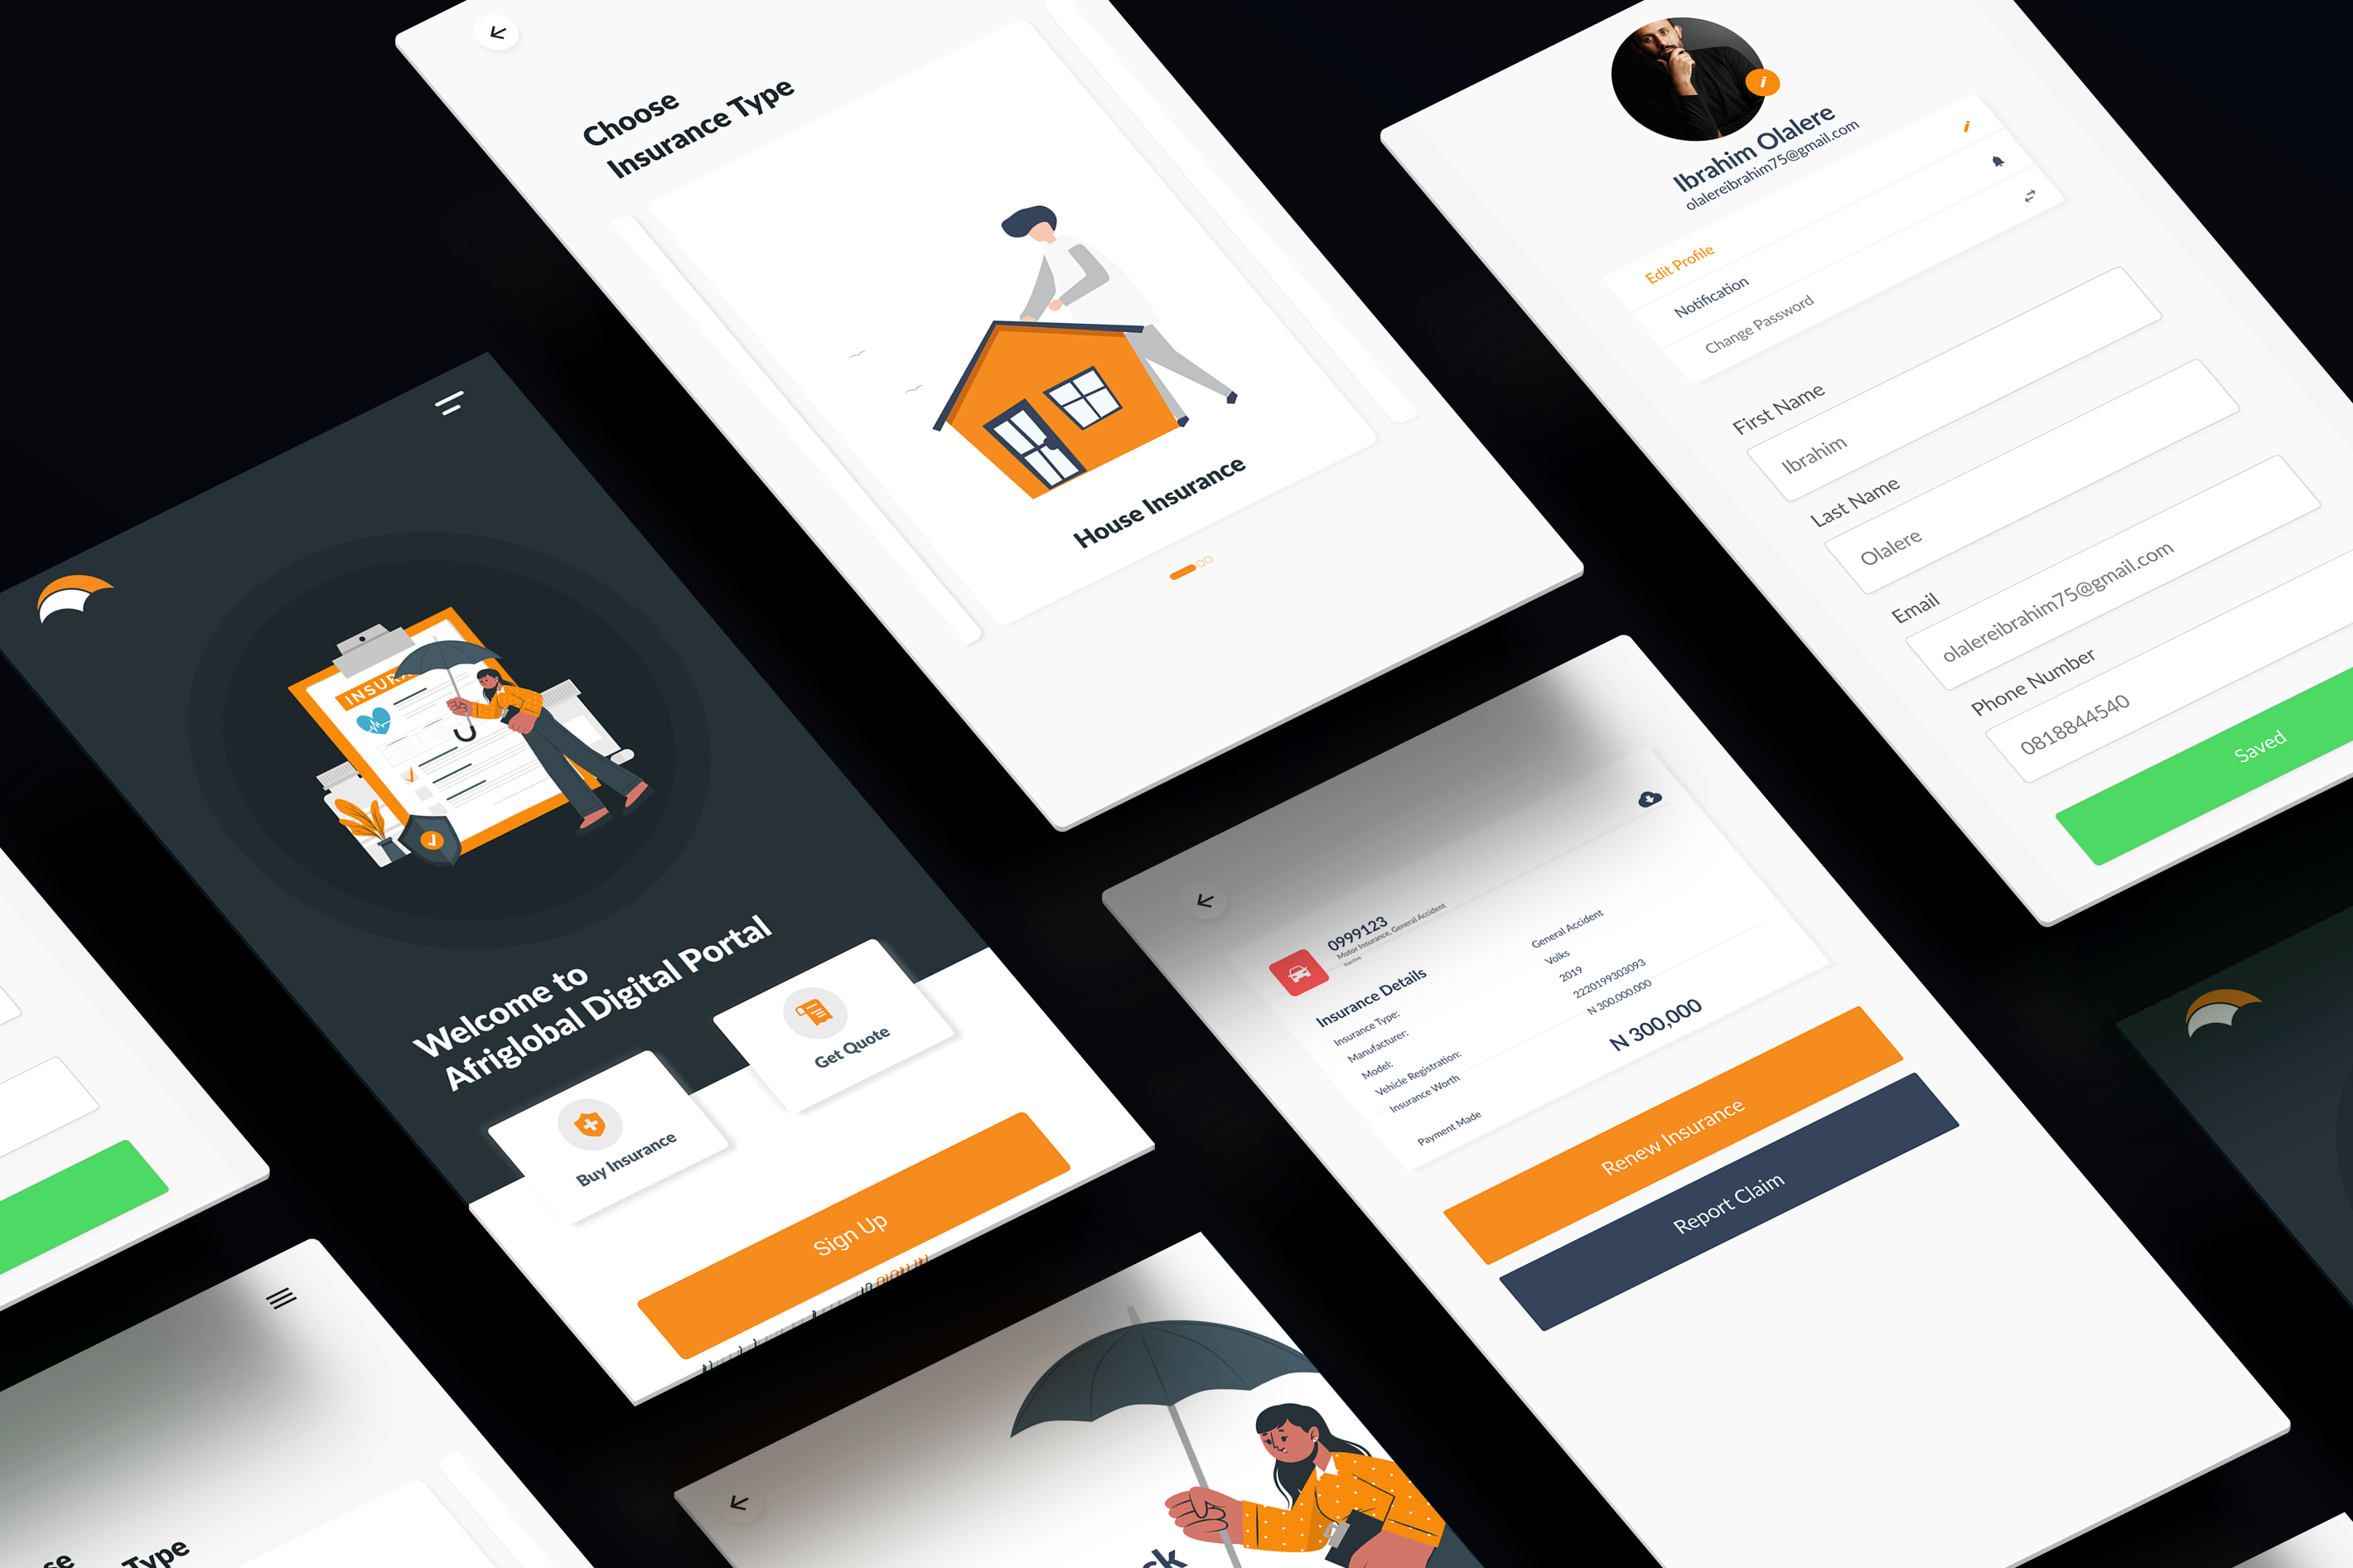 Choose
Insurance Type
House Insurance
Ibrahim Olalere
olalereibrahim75@gmail.com
Edit Profile
Notification
Change Password
First Name
Ibrahim
Last Name
Olalere
Email
olalereibrahim75@gmail.com
Phone Number
0818844540
Saved
INSURA
Welcome to
Afriglobal Digital Portal
Buy Insurance
Get Quote
Sign Up
0999123
Motor Insurance, General Accident
Inactive
Insurance Details
Insurance Type: General Accident
Manufacturer: Volks
Model: 2019
Vehicle Registration: 2220199303093
Insurance Worth N 300,000,000
Payment Made N 300,000
Renew Insurance
Report Claim
Type